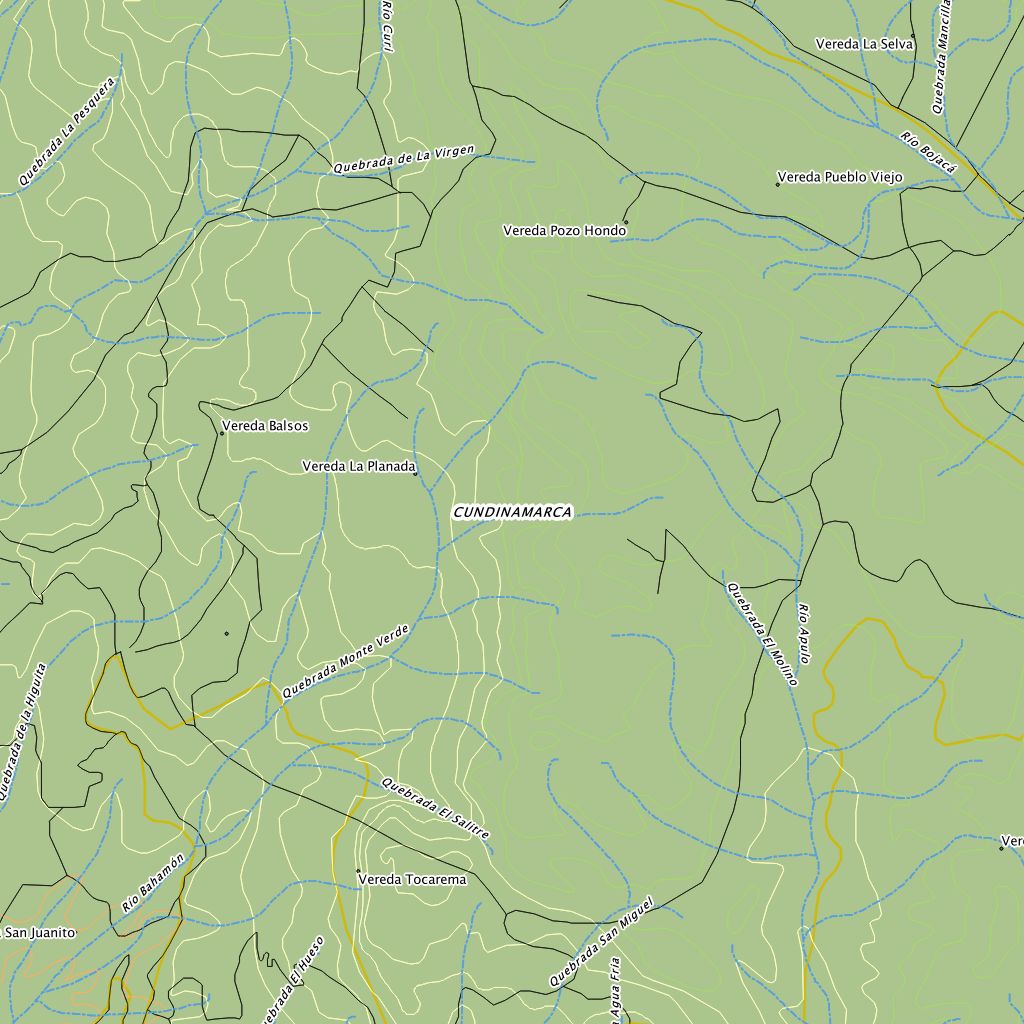 Río Curí
Vereda La Selva
Quebrada Mancilla
Quebrada La Pesquera
Quebrada de La Virgen
Río Bojacá
Vereda Pueblo Viejo
Vereda Pozo Hondo
Vereda Balsos
Vereda La Planada
CUNDINAMARCA
Quebrada El Molino
Río Apulo
Quebrada Monte Verde
Quebrada de la Higuita
Quebrada El Salitre
Río Bahamón
Vereda Tocarema
San Juanito
Quebrada San Miguel
Agua Fría
El Hueso